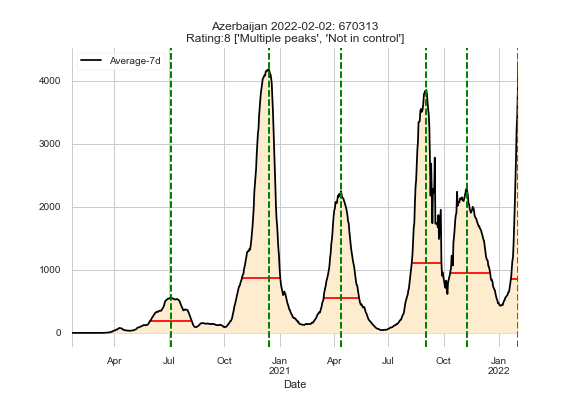 Azerbaijan 2022-02-02: 670313
Rating:8 ['Multiple peaks', 'Not in control']
Average-7d
4000
3000
2000
1000
0
Apr
Jul
Oct
Jan
2021
Apr
Jul
Oct
Jan
2022
Date